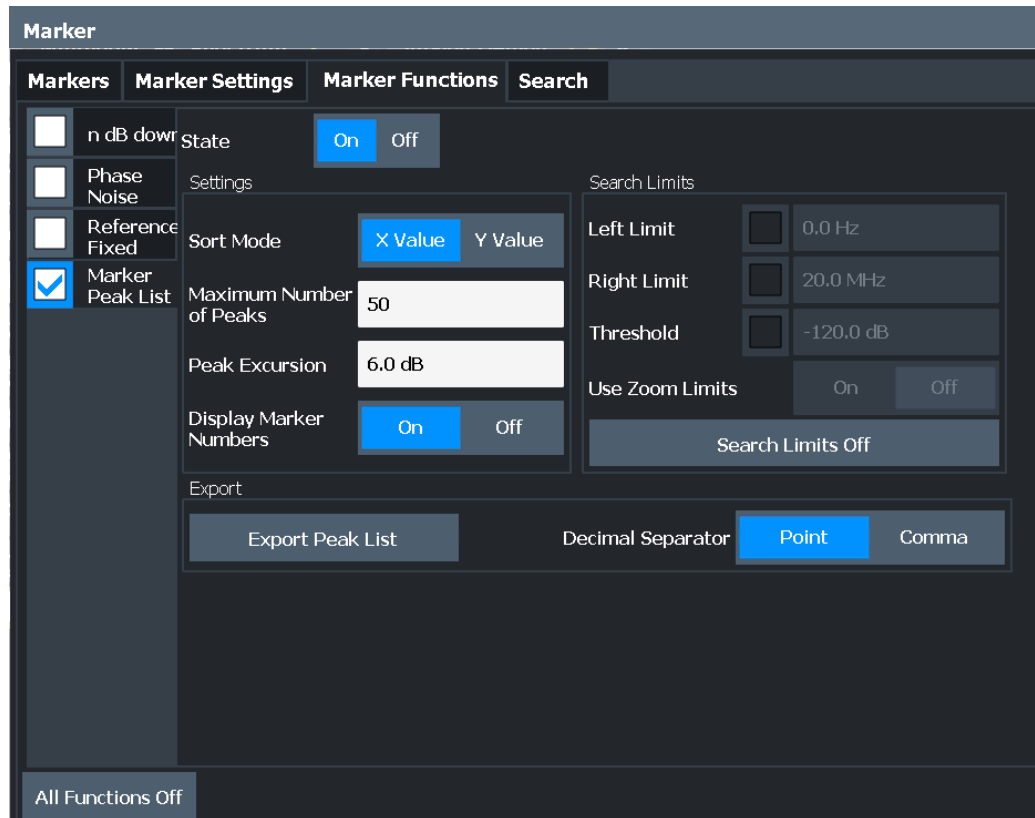 Marker
Markers Marker Settings Marker Functions Search
n dB down
State On Off
Phase
Noise
Reference
Fixed
Marker
Peak List
Settings
Sort Mode X Value Y Value
Maximum Number
of Peaks
50
Peak Excursion 6.0 dB
Display Marker
Numbers
On Off
Search Limits
Left Limit 0.0 Hz
Right Limit 20.0 MHz
Threshold -120.0 dB
Use Zoom Limits On Off
Search Limits Off
Export
Export Peak List Decimal Separator Point Comma
All Functions Off